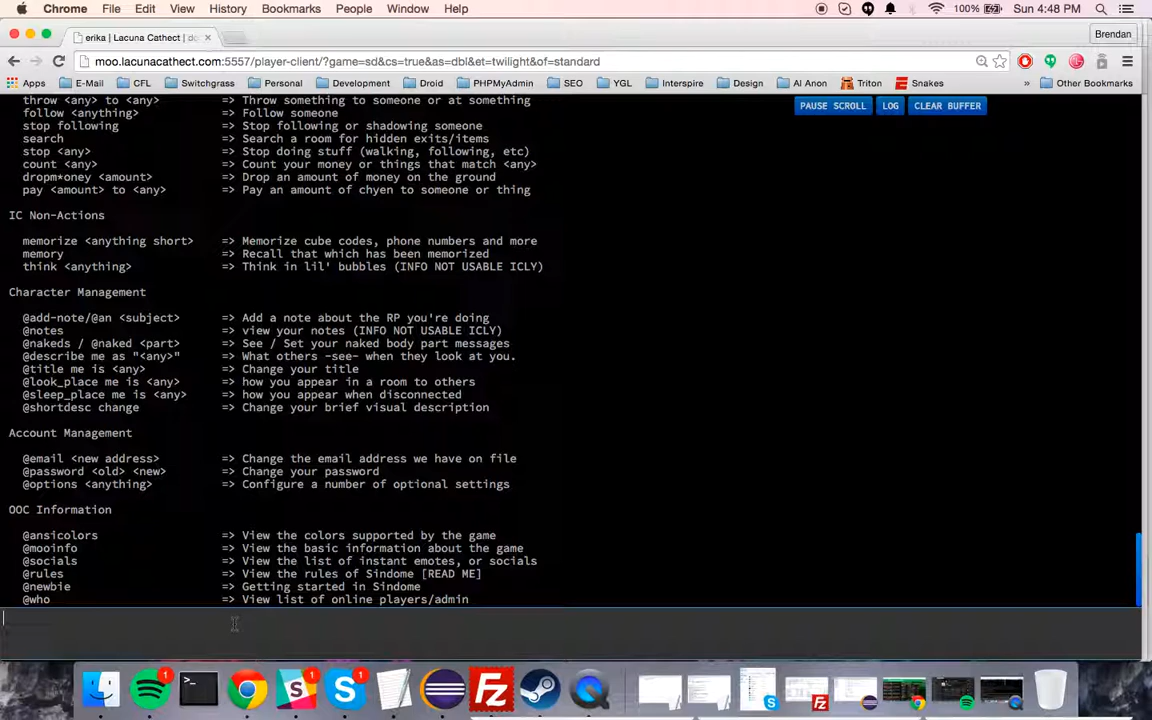 Chrome File Edit View History Bookmarks People Window Help 100% Sun 4:48 PM
erika | Lacuna Cathect : dbl Brendan
moo.lacunacathect.com:5557/player-client/?game=sd&cs=true&as=dbl&et=twilight&of=standard
Apps E-Mail CFL Switchgrass Personal Development Droid PHPMyAdmin SEO YGL Interspire Design Al Anon Triton Snakes » Other Bookmarks
PAUSE SCROLL LOG CLEAR BUFFER
throw <any> to <any> => Throw something to someone or at something
follow <anything> => Follow someone
stop following => Stop following or shadowing someone
search => Search a room for hidden exits/items
stop <any> => Stop doing stuff (walking, following, etc)
count <any> => Count your money or things that match <any>
dropm*oney <amount> => Drop an amount of money on the ground
pay <amount> to <any> => Pay an amount of chyen to someone or thing
IC Non-Actions
memorize <anything short> => Memorize cube codes, phone numbers and more
memory => Recall that which has been memorized
think <anything> => Think in lil' bubbles (INFO NOT USABLE ICLY)
Character Management
@add-note/@an <subject> => Add a note about the RP you're doing
@notes => view your notes (INFO NOT USABLE ICLY)
@nakeds / @naked <part> => See / Set your naked body part messages
@describe me as "<any>" => What others -see- when they look at you.
@title me is <any> => Change your title
@look_place me is <any> => how you appear in a room to others
@sleep_place me is <any> => how you appear when disconnected
@shortdesc change => Change your brief visual description
Account Management
@email <new address> => Change the email address we have on file
@password <old> <new> => Change your password
@options <anything> => Configure a number of optional settings
OOC Information
@ansicolors => View the colors supported by the game
@mooinfo => View the basic information about the game
@socials => View the list of instant emotes, or socials
@rules => View the rules of Sindome [READ ME]
@newbie => Getting started in Sindome
@who => View list of online players/admin
1 1 1